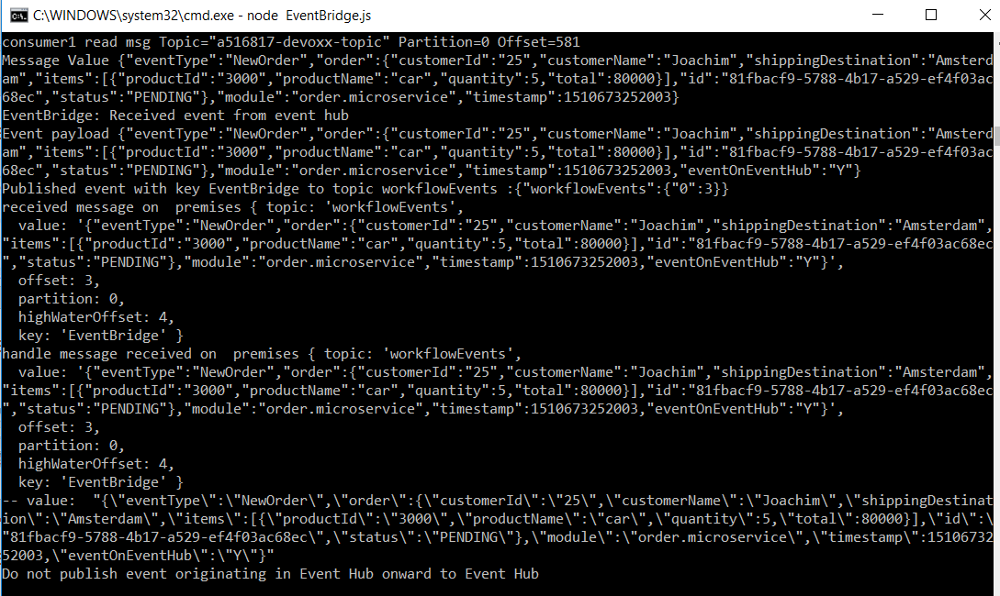 C:\WINDOWS\system32\cmd.exe - node  EventBridge.js
consumer1 read msg Topic="a516817-devoxx-topic" Partition=0 Offset=581
Message Value {"eventType":"NewOrder","order":{"customerId":"25","customerName":"Joachim","shippingDestination":"Amsterd
am","items":[{"productId":"3000","productName":"car","quantity":5,"total":80000}],"id":"81fbacf9-5788-4b17-a529-ef4f03ac
68ec","status":"PENDING"},"module":"order.microservice","timestamp":1510673252003}
EventBridge: Received event from event hub
Event payload {"eventType":"NewOrder","order":{"customerId":"25","customerName":"Joachim","shippingDestination":"Amsterd
am","items":[{"productId":"3000","productName":"car","quantity":5,"total":80000}],"id":"81fbacf9-5788-4b17-a529-ef4f03ac
68ec","status":"PENDING"},"module":"order.microservice","timestamp":1510673252003,"eventOnEventHub":"Y"}
Published event with key EventBridge to topic workflowEvents :{"workflowEvents":{"0":3}}
received message on  premises { topic: 'workflowEvents',
  value: '{"eventType":"NewOrder","order":{"customerId":"25","customerName":"Joachim","shippingDestination":"Amsterdam",
"items":[{"productId":"3000","productName":"car","quantity":5,"total":80000}],"id":"81fbacf9-5788-4b17-a529-ef4f03ac68ec
","status":"PENDING"},"module":"order.microservice","timestamp":1510673252003,"eventOnEventHub":"Y"}',
  offset: 3,
  partition: 0,
  highWaterOffset: 4,
  key: 'EventBridge' }
handle message received on  premises { topic: 'workflowEvents',
  value: '{"eventType":"NewOrder","order":{"customerId":"25","customerName":"Joachim","shippingDestination":"Amsterdam",
"items":[{"productId":"3000","productName":"car","quantity":5,"total":80000}],"id":"81fbacf9-5788-4b17-a529-ef4f03ac68ec
","status":"PENDING"},"module":"order.microservice","timestamp":1510673252003,"eventOnEventHub":"Y"}',
  offset: 3,
  partition: 0,
  highWaterOffset: 4,
  key: 'EventBridge' }
-- value:  "{\"eventType\":\"NewOrder\",\"order\":{\"customerId\":\"25\",\"customerName\":\"Joachim\",\"shippingDestinat
ion\":\"Amsterdam\",\"items\":[{\"productId\":\"3000\",\"productName\":\"car\",\"quantity\":5,\"total\":80000}],\"id\":\
"81fbacf9-5788-4b17-a529-ef4f03ac68ec\",\"status\":\"PENDING\"},\"module\":\"order.microservice\",\"timestamp\":15106732
52003,\"eventOnEventHub\":\"Y\"}"
Do not publish event originating in Event Hub onward to Event Hub